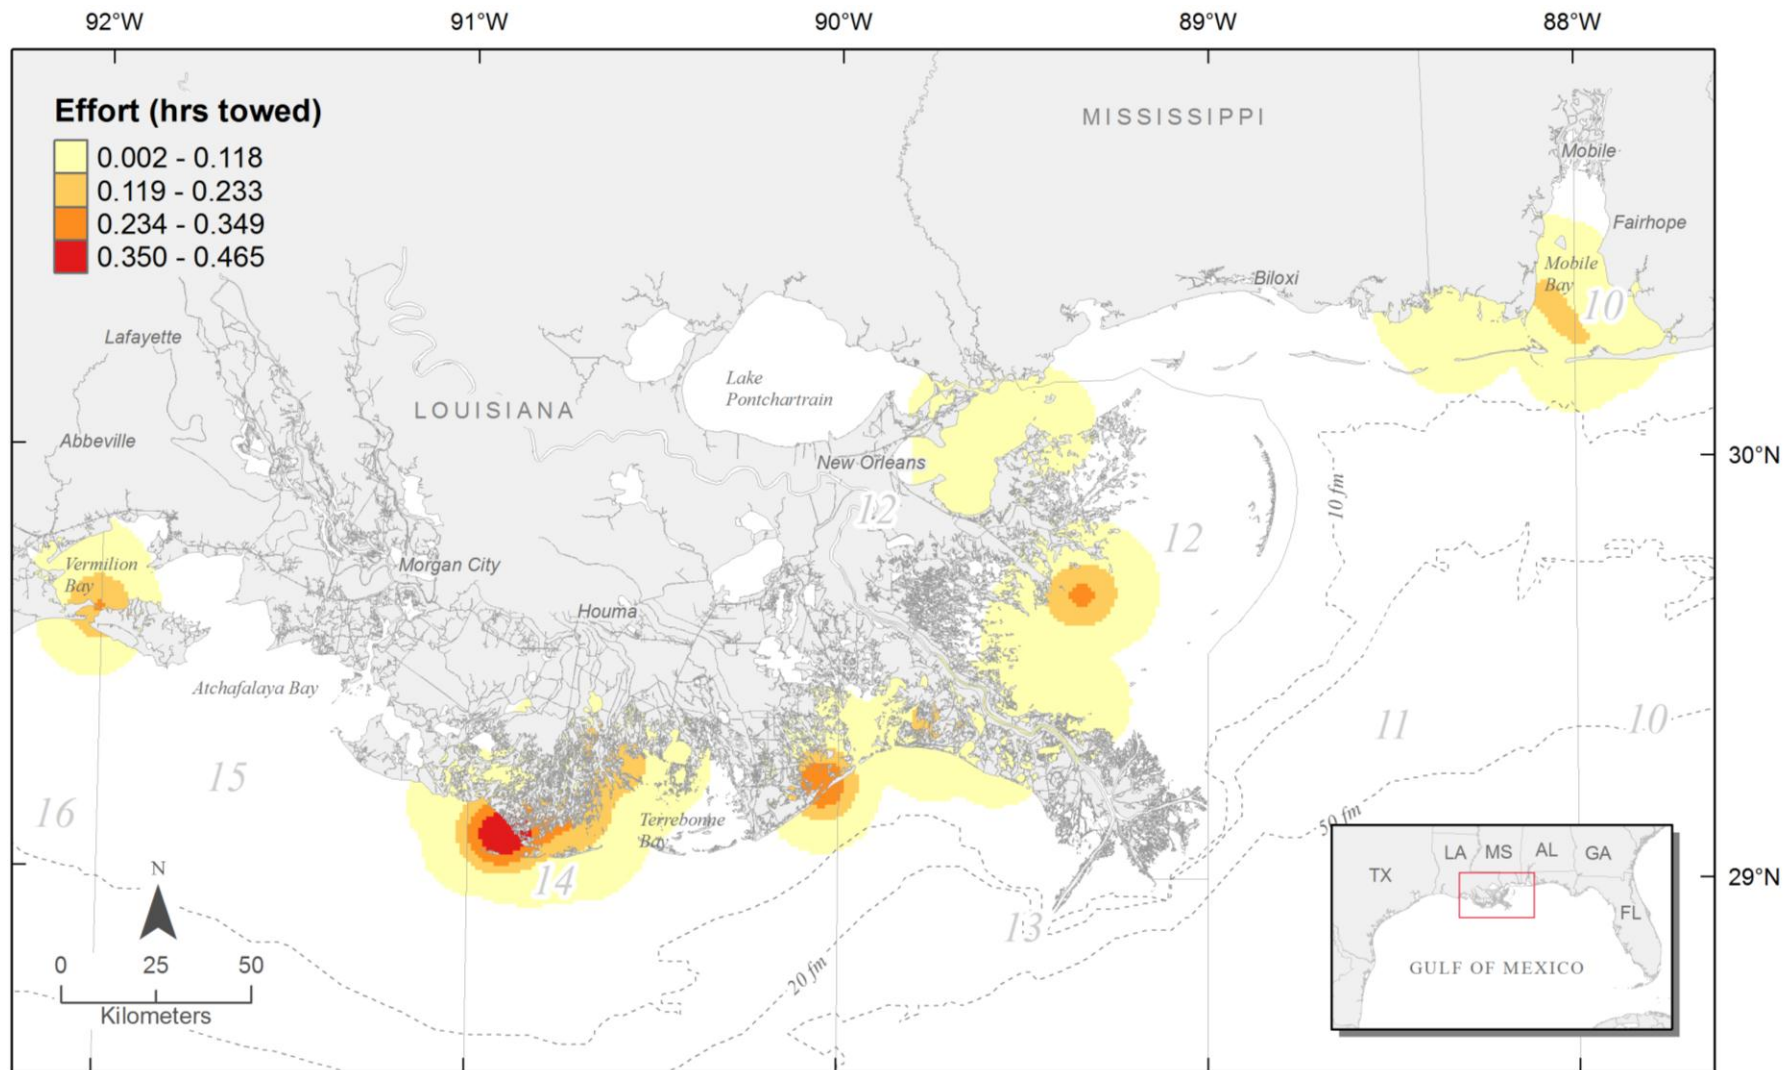 92°W
91°W
90°W
89°W
88°W
Effort (hrs towed)
0.002 - 0.118
0.119 - 0.233
0.234 - 0.349
0.350 - 0.465
MISSISSIPPI
Mobile
Fairhope
Mobile
Bay
10
Biloxi
Lafayette
Lake
Pontchartrain
LOUISIANA
Abbeville
New Orleans
30°N
10 fm
12
12
Vermilion
Bay
Morgan City
Houma
Atchafalaya Bay
11
10
15
16
Terrebonne
Bay
50 fm
14
29°N
13
20 fm
N
0 25 50
Kilometers
TX
LA
MS
AL
GA
FL
GULF OF MEXICO